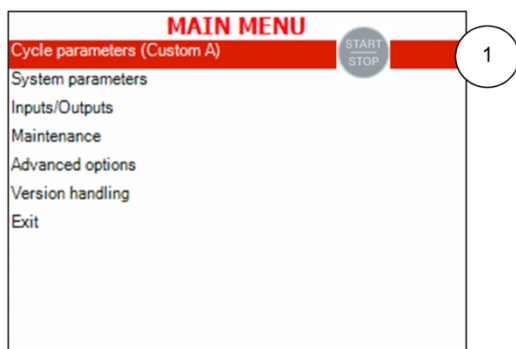 MAIN MENU
Cycle parameters (Custom A)
START
STOP
1
System parameters
Inputs/Outputs
Maintenance
Advanced options
Version handling
Exit